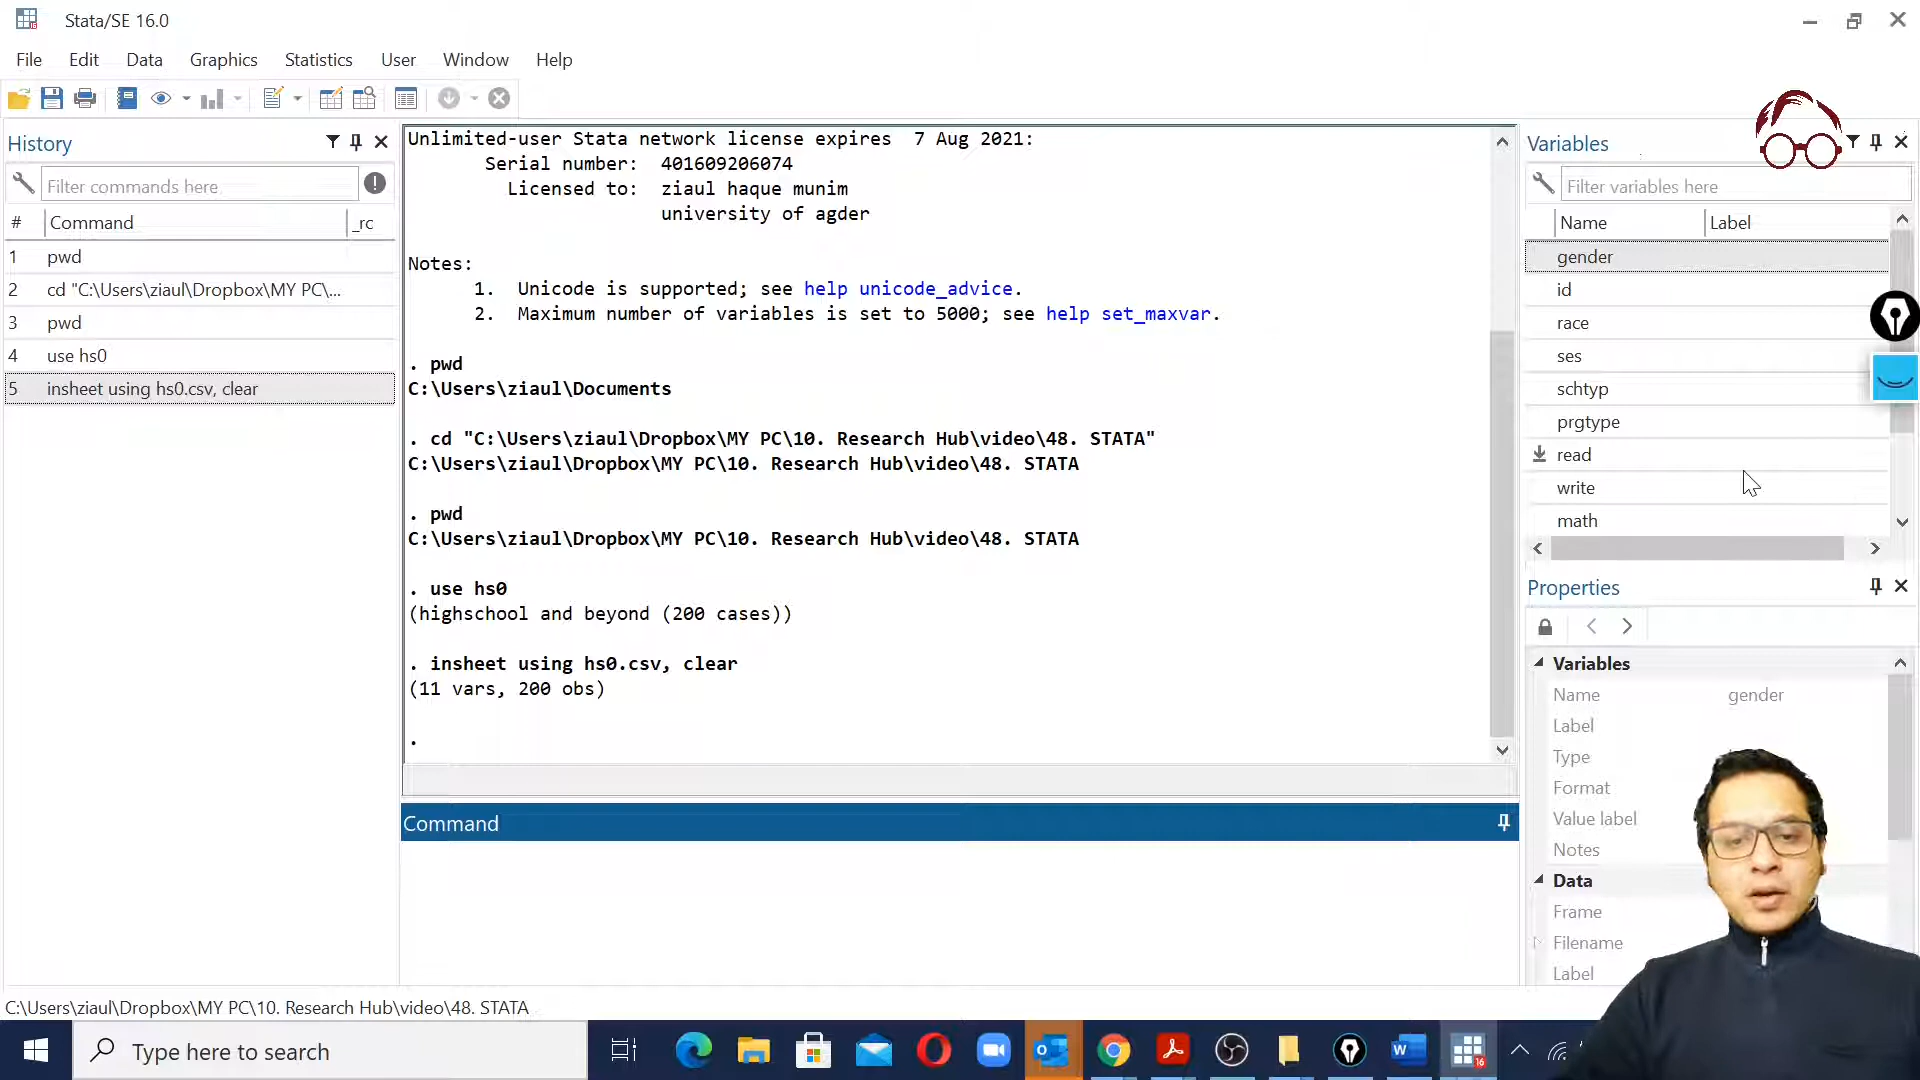 Stata/SE 16.0
File Edit Data Graphics Statistics User Window Help
History
Filter commands here
# Command _rc
1 pwd
2 cd "C:\Users\ziaul\Dropbox\MY PC\...
3 pwd
4 use hs0
5 insheet using hs0.csv, clear
Unlimited-user Stata network license expires 7 Aug 2021:
Serial number: 401609206074
Licensed to: ziaul haque munim
university of agder
Notes:
1. Unicode is supported; see help unicode_advice.
2. Maximum number of variables is set to 5000; see help set_maxvar.
. pwd
C:\Users\ziaul\Documents
. cd "C:\Users\ziaul\Dropbox\MY PC\10. Research Hub\video\48. STATA"
C:\Users\ziaul\Dropbox\MY PC\10. Research Hub\video\48. STATA
. pwd
C:\Users\ziaul\Dropbox\MY PC\10. Research Hub\video\48. STATA
. use hs0
(highschool and beyond (200 cases))
. insheet using hs0.csv, clear
(11 vars, 200 obs)
.
Command
Variables
Filter variables here
Name Label
gender
id
race
ses
schtyp
prgtype
read
write
math
Properties
Variables
Name gender
Label
Type
Format
Value label
Notes
Data
Frame
Filename
Label
C:\Users\ziaul\Dropbox\MY PC\10. Research Hub\video\48. STATA
Type here to search
16